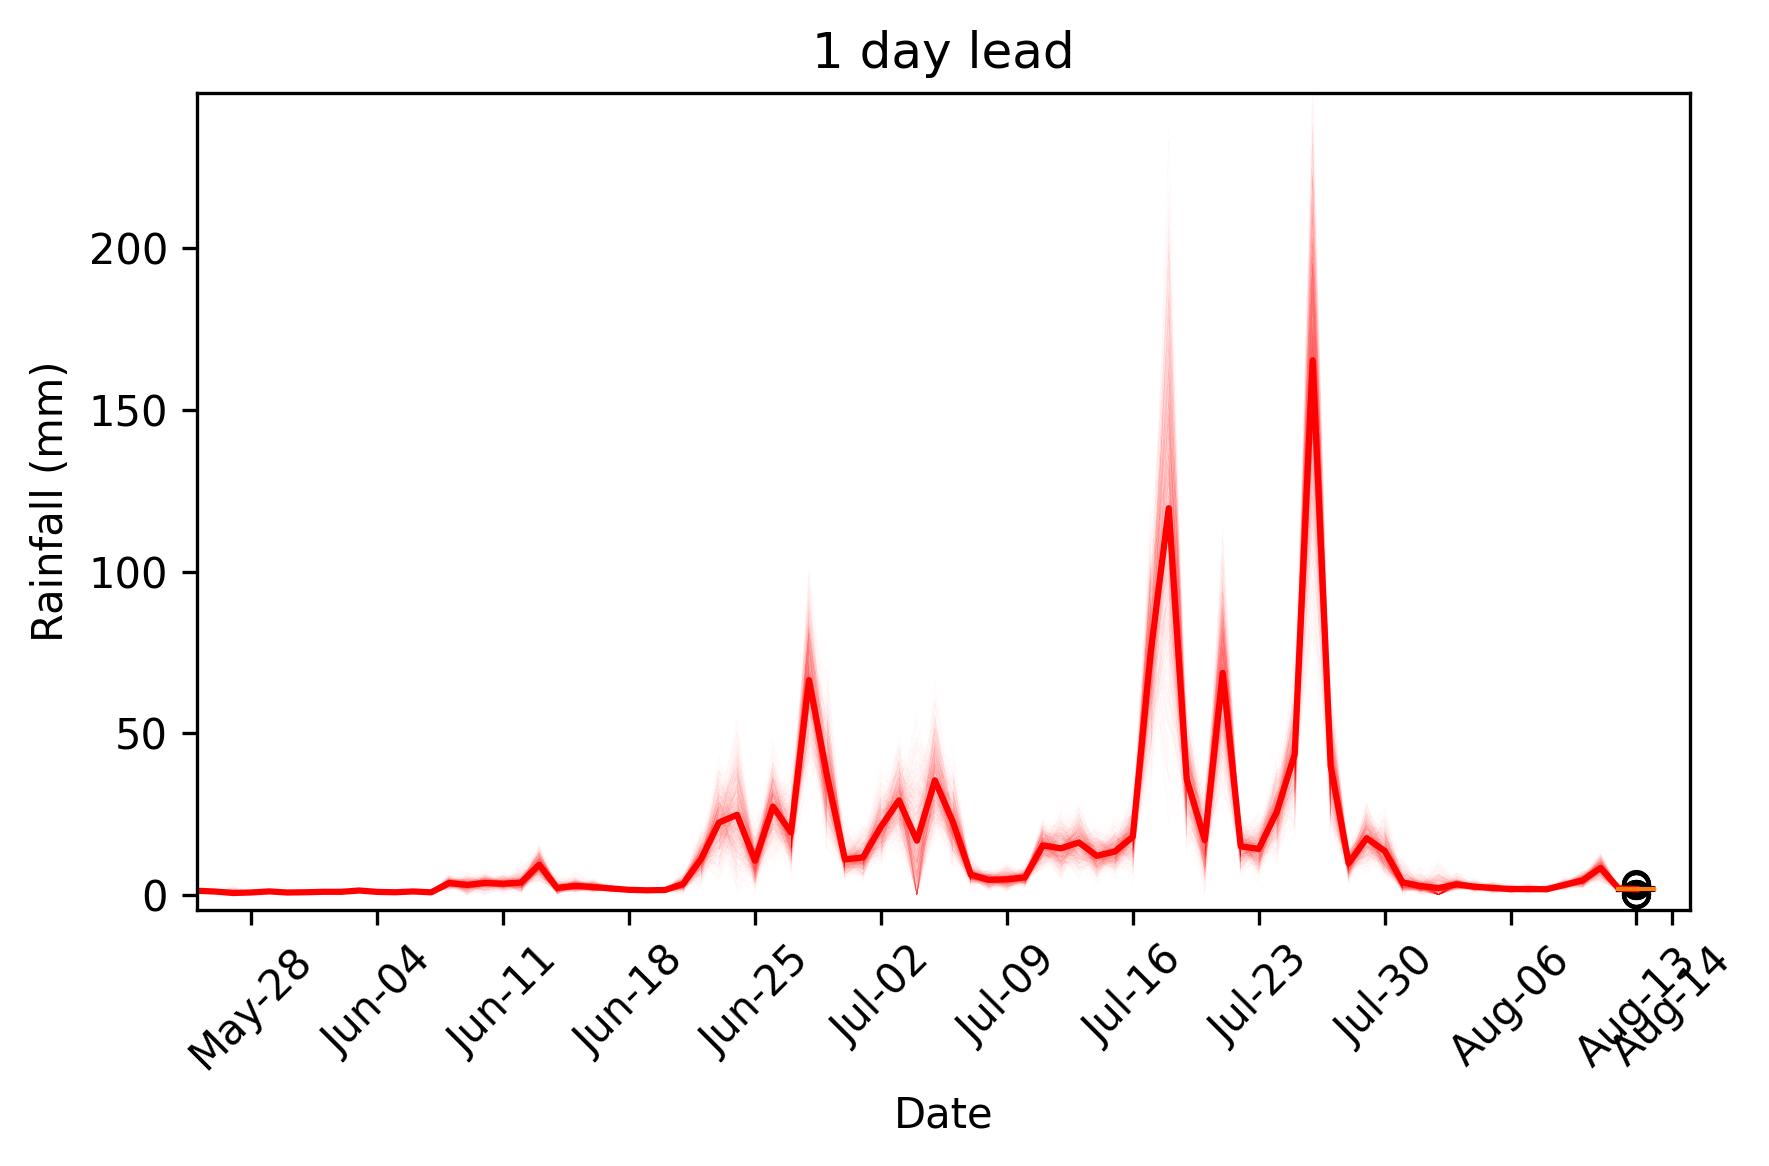 1 day lead
Rainfall (mm)
200
150
100
50
0
May-28
Jun-04
Jun-11
Jun-18
Jun-25
Jul-02
Jul-09
Jul-16
Jul-23
Jul-30
Aug-06
Aug-13
Aug-14
Date